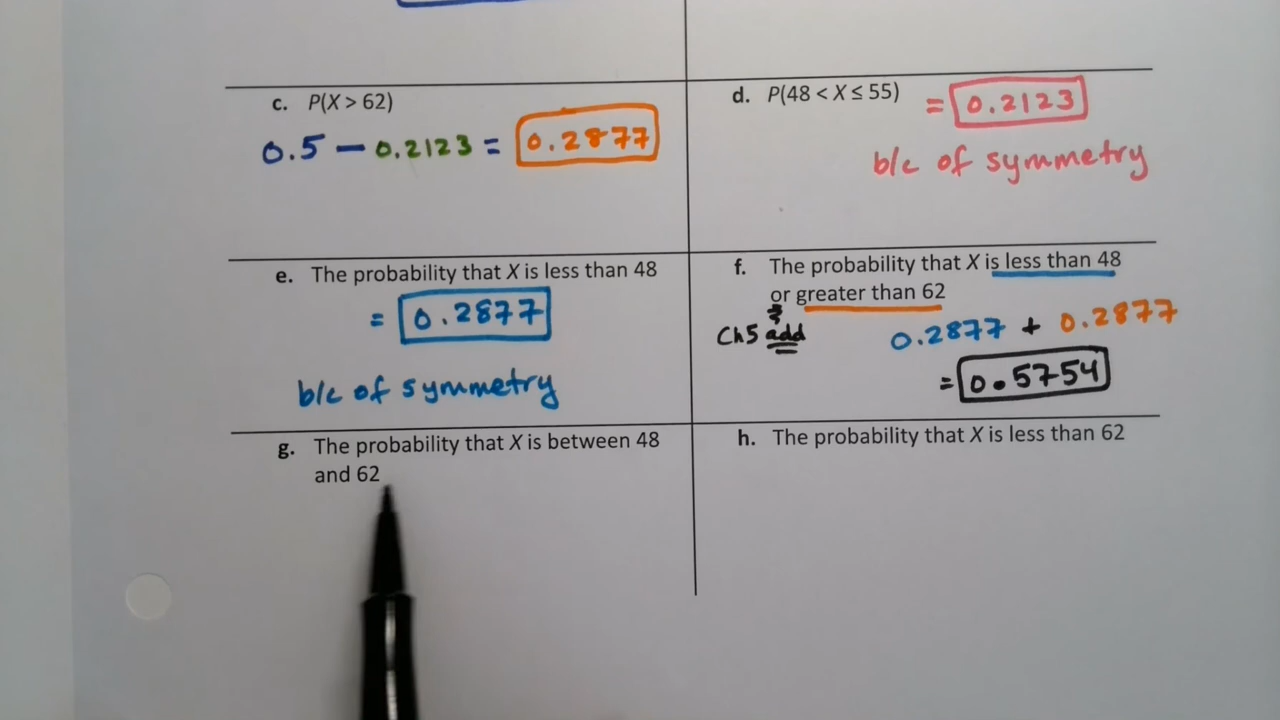 c. P(X > 62)
0.5 – 0.2123 = 0.2877
d. P(48 < X ≤ 55) = 0.2123
b/c of symmetry
e. The probability that X is less than 48
= 0.2877
b/c of symmetry
f. The probability that X is less than 48
or greater than 62
Ch5 add
0.2877 + 0.2877
= 0.5754
g. The probability that X is between 48
and 62
h. The probability that X is less than 62